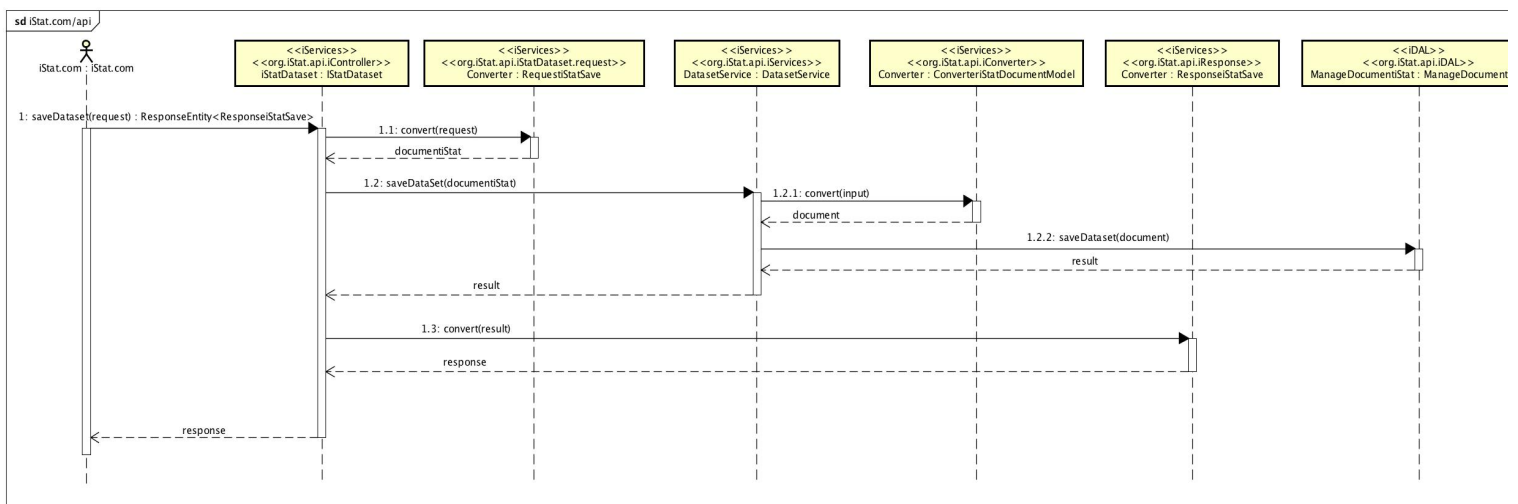 sd iStat.com/api
iStat.com : iStat.com
<<iServices>>
<<org.iStat.api.iController>>
iStatDataset : IStatDataset
<<iServices>>
<<org.iStat.api.iStatDataset.request>>
Converter : RequestIStatSave
<<iServices>>
<<org.iStat.api.iServices>>
DatasetService : DatasetService
<<iServices>>
<<org.iStat.api.iConverter>>
Converter : ConverteriStatDocumentModel
<<iServices>>
<<org.iStat.api.iResponse>>
Converter : ResponseiStatSave
<<iDAL>>
<<org.iStat.api.iDAL>>
ManageDocumentiStat : ManageDocument
1: saveDataset(request) : ResponseEntity<ResponseiStatSave>
1.1: convert(request)
documentiStat
1.2: saveDataSet(documentiStat)
1.2.1: convert(input)
document
1.2.2: saveDataset(document)
result
result
1.3: convert(result)
response
response